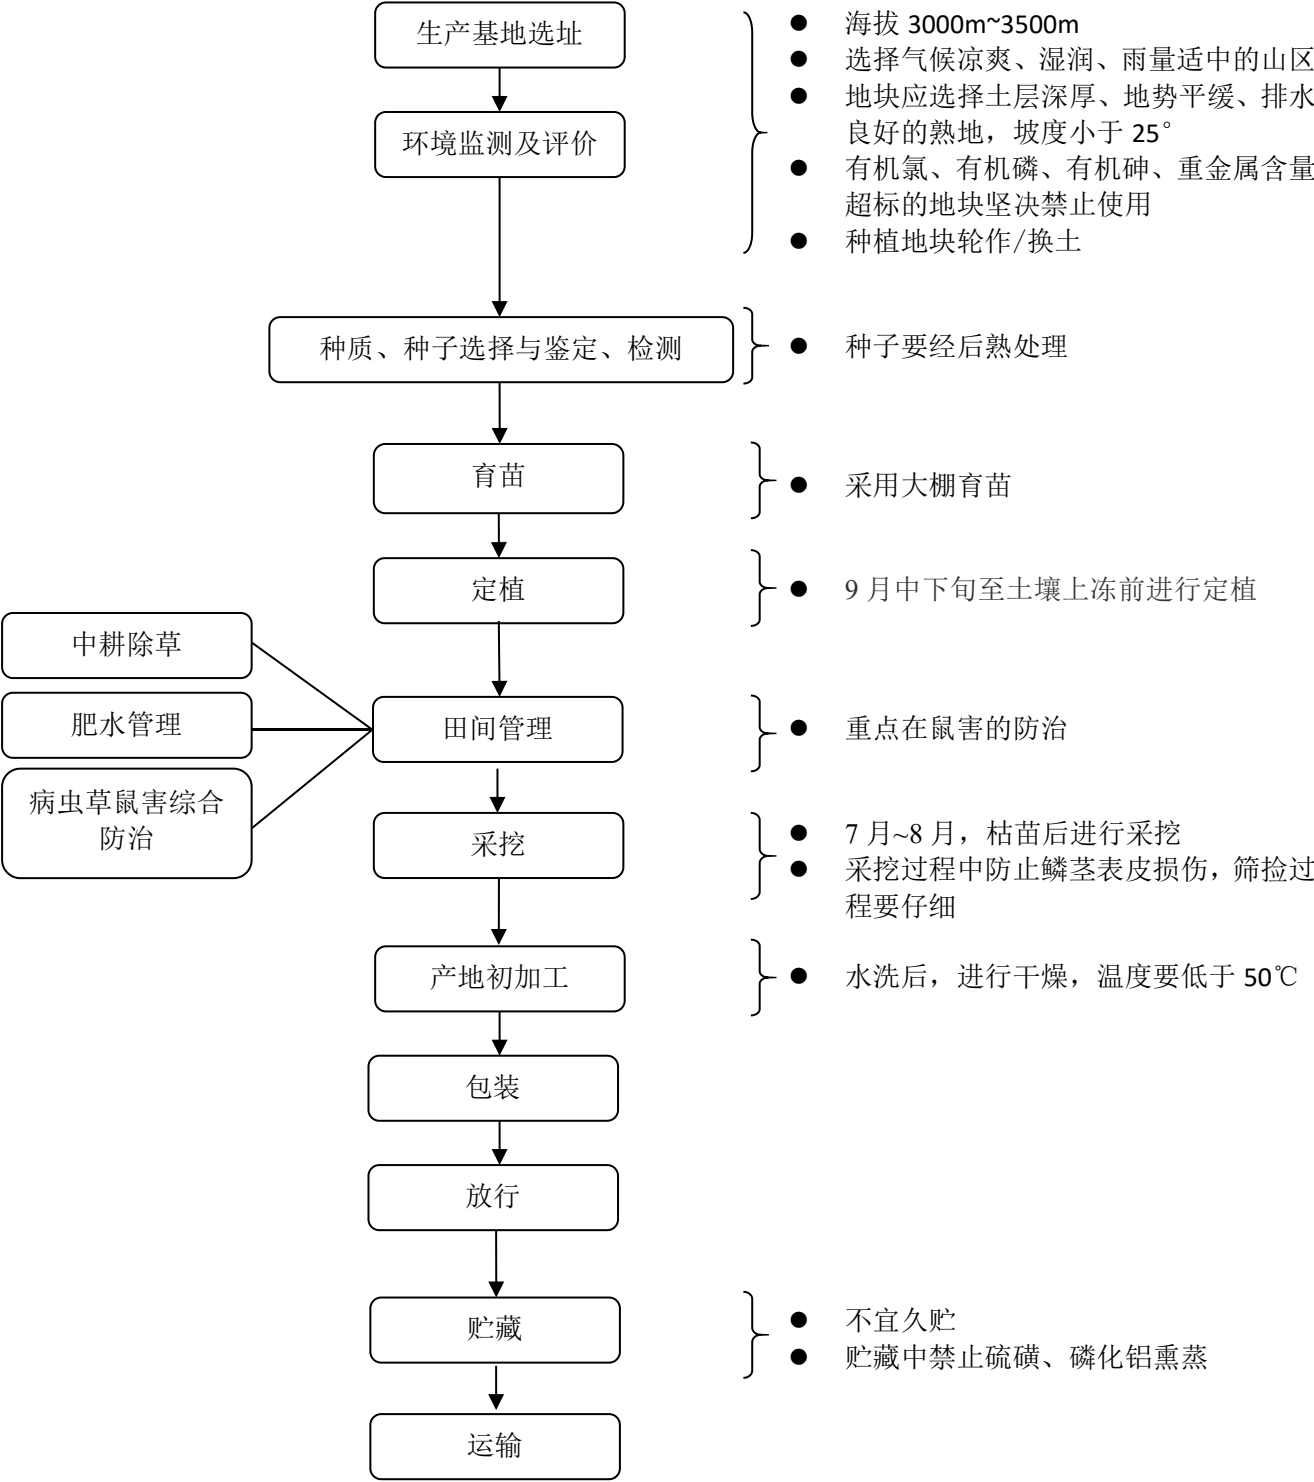 生产基地选址
环境监测及评价
● 海拔 3000m~3500m
● 选择气候凉爽、湿润、雨量适中的山区
● 地块应选择土层深厚、地势平缓、排水
良好的熟地，坡度小于 25°
● 有机氯、有机磷、有机砷、重金属含量
超标的地块坚决禁止使用
● 种植地块轮作/换土
种质、种子选择与鉴定、检测
● 种子要经后熟处理
育苗
● 采用大棚育苗
定植
● 9 月中下旬至土壤上冻前进行定植
中耕除草
肥水管理
病虫草鼠害综合
防治
田间管理
● 重点在鼠害的防治
采挖
● 7 月~8 月，枯苗后进行采挖
● 采挖过程中防止鳞茎表皮损伤，筛捡过
程要仔细
产地初加工
● 水洗后，进行干燥，温度要低于 50℃
包装
放行
贮藏
● 不宜久贮
● 贮藏中禁止硫磺、磷化铝熏蒸
运输